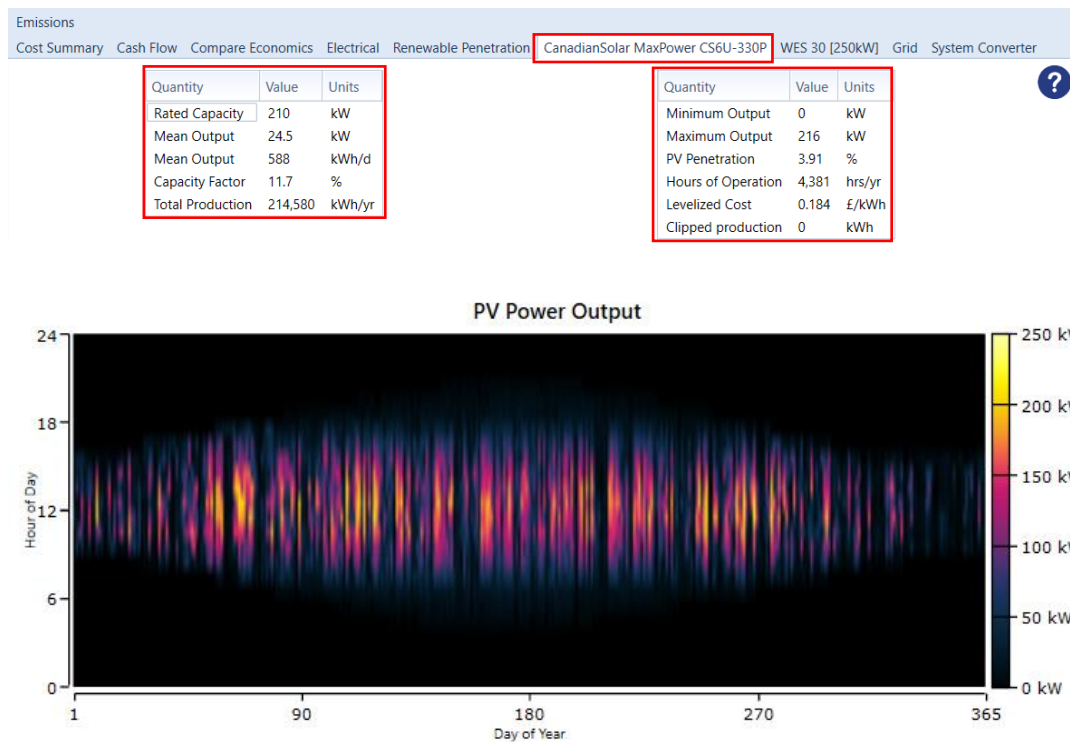 Emissions
Cost Summary Cash Flow Compare Economics Electrical Renewable Penetration CanadianSolar MaxPower CS6U-330P WES 30 [250kW] Grid System Converter
Quantity Value Units
Rated Capacity 210 kW
Mean Output 24.5 kW
Mean Output 588 kWh/d
Capacity Factor 11.7 %
Total Production 214,580 kWh/yr
Quantity Value Units
Minimum Output 0 kW
Maximum Output 216 kW
PV Penetration 3.91 %
Hours of Operation 4,381 hrs/yr
Levelized Cost 0.184 £/kWh
Clipped production 0 kWh
?
PV Power Output
24
18
12
6
0
Hour of Day
1 90 180 270 365
Day of Year
250 kW
200 kW
150 kW
100 kW
50 kW
0 kW